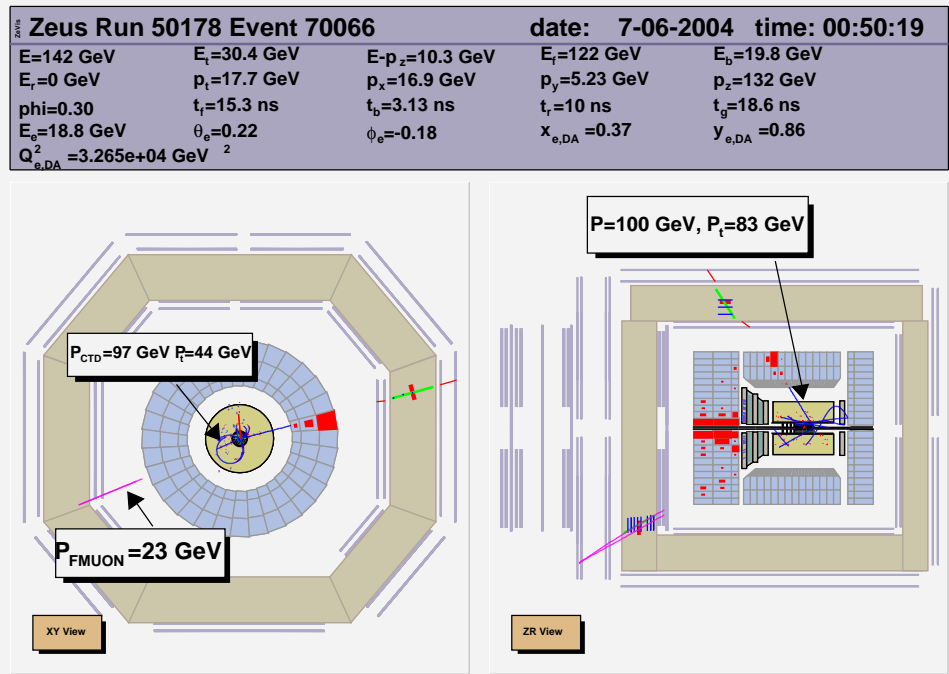 ZeVis Zeus Run 50178 Event 70066 date: 7-06-2004 time: 00:50:19
E=142 GeV Et=30.4 GeV E-pz=10.3 GeV Ef=122 GeV Eb=19.8 GeV
Er=0 GeV pt=17.7 GeV px=16.9 GeV py=5.23 GeV pz=132 GeV
phi=0.30 tf=15.3 ns tb=3.13 ns tr=10 ns tg=18.6 ns
Ee=18.8 GeV θe=0.22 ϕe=-0.18 xe,DA=0.37 ye,DA=0.86
Q²e,DA=3.265e+04 GeV 2
P=100 GeV, Pt=83 GeV
PCTD=97 GeV Pt=44 GeV
PFMUON=23 GeV
XY View
ZR View